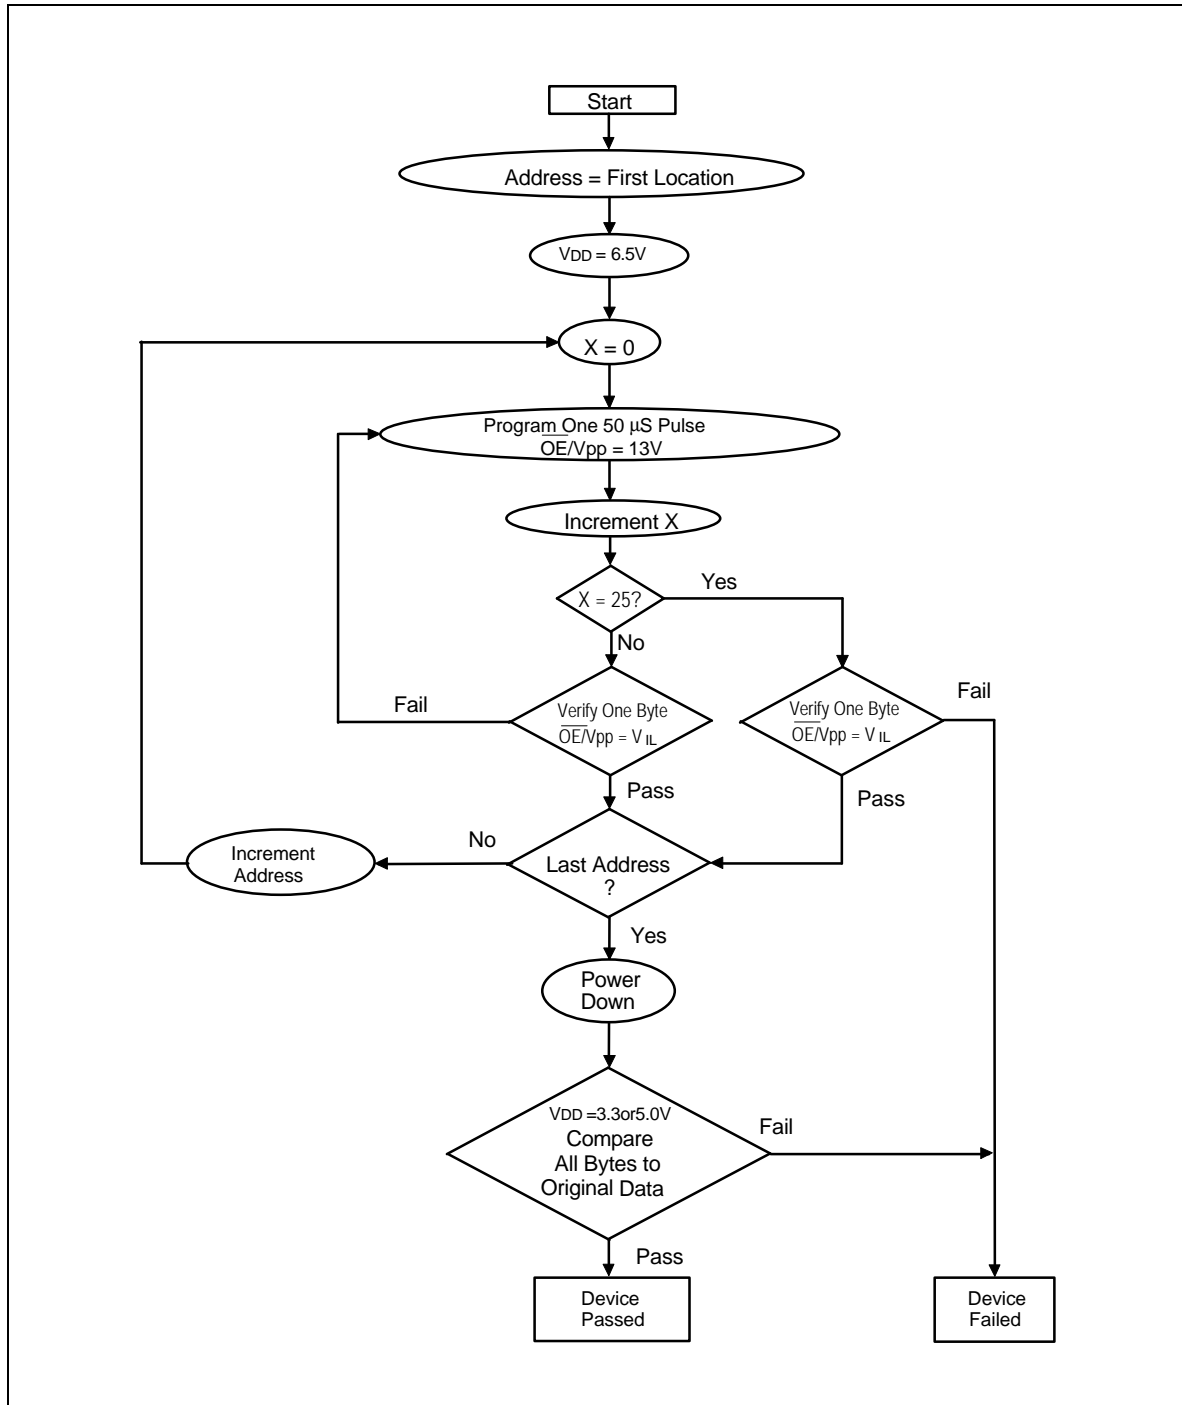 Start
Address = First Location
VDD = 6.5V
X = 0
Program One 50 µS Pulse
O̅E̅/Vpp = 13V
Increment X
X = 25?
Yes
No
Verify One Byte
O̅E̅/Vpp = V IL
Fail
Verify One Byte
O̅E̅/Vpp = V IL
Fail
Pass
Pass
Last Address
?
No
Increment
Address
Yes
Power
Down
VDD =3.3or5.0V
Compare
All Bytes to
Original Data
Fail
Pass
Device
Passed
Device
Failed